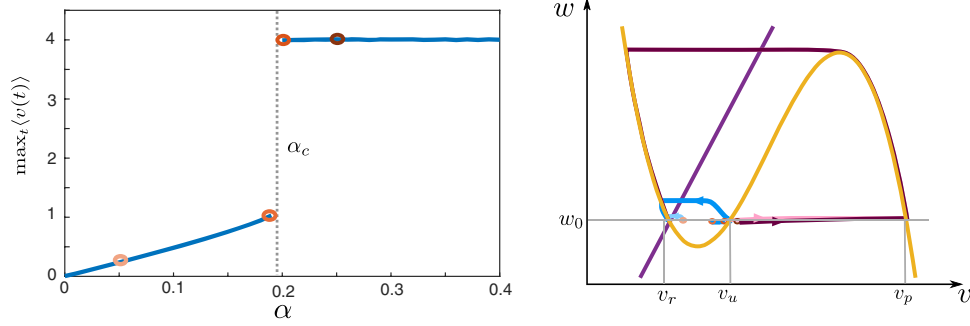 max_t⟨v(t)⟩
4
3
2
1
0
0 0.1 0.2 0.3 0.4
α
α_c
w
w_0
v_r v_u v_p v